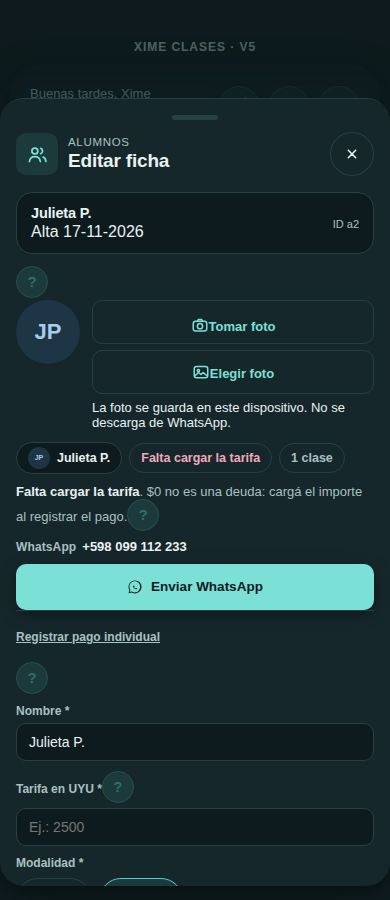 XIME CLASES · V5
Buenas tardes, Xime
ALUMNOS
Editar ficha
Julieta P.
Alta 17-11-2026
ID a2
?
JP
Tomar foto
Elegir foto
La foto se guarda en este dispositivo. No se
descarga de WhatsApp.
JP Julieta P. Falta cargar la tarifa 1 clase
Falta cargar la tarifa. $0 no es una deuda: cargá el importe
al registrar el pago. ?
WhatsApp +598 099 112 233
Enviar WhatsApp
Registrar pago individual
?
Nombre *
Julieta P.
Tarifa en UYU * ?
Ej.: 2500
Modalidad *